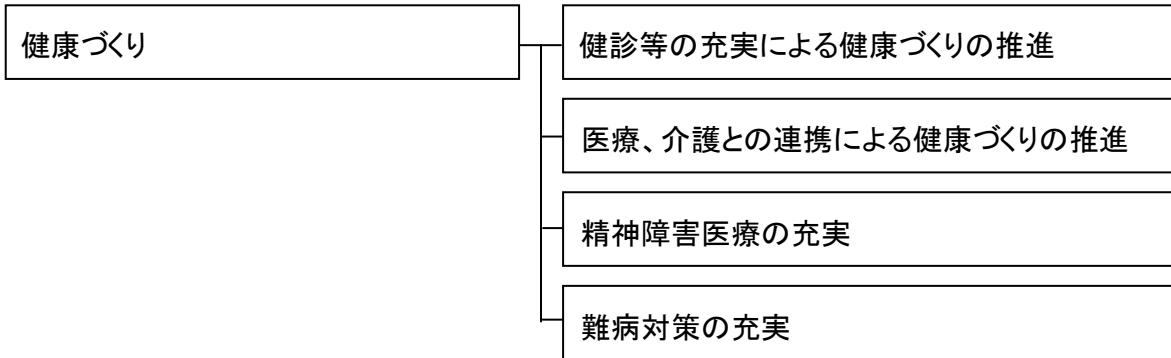 健康づくり
健診等の充実による健康づくりの推進
医療、介護との連携による健康づくりの推進
精神障害医療の充実
難病対策の充実